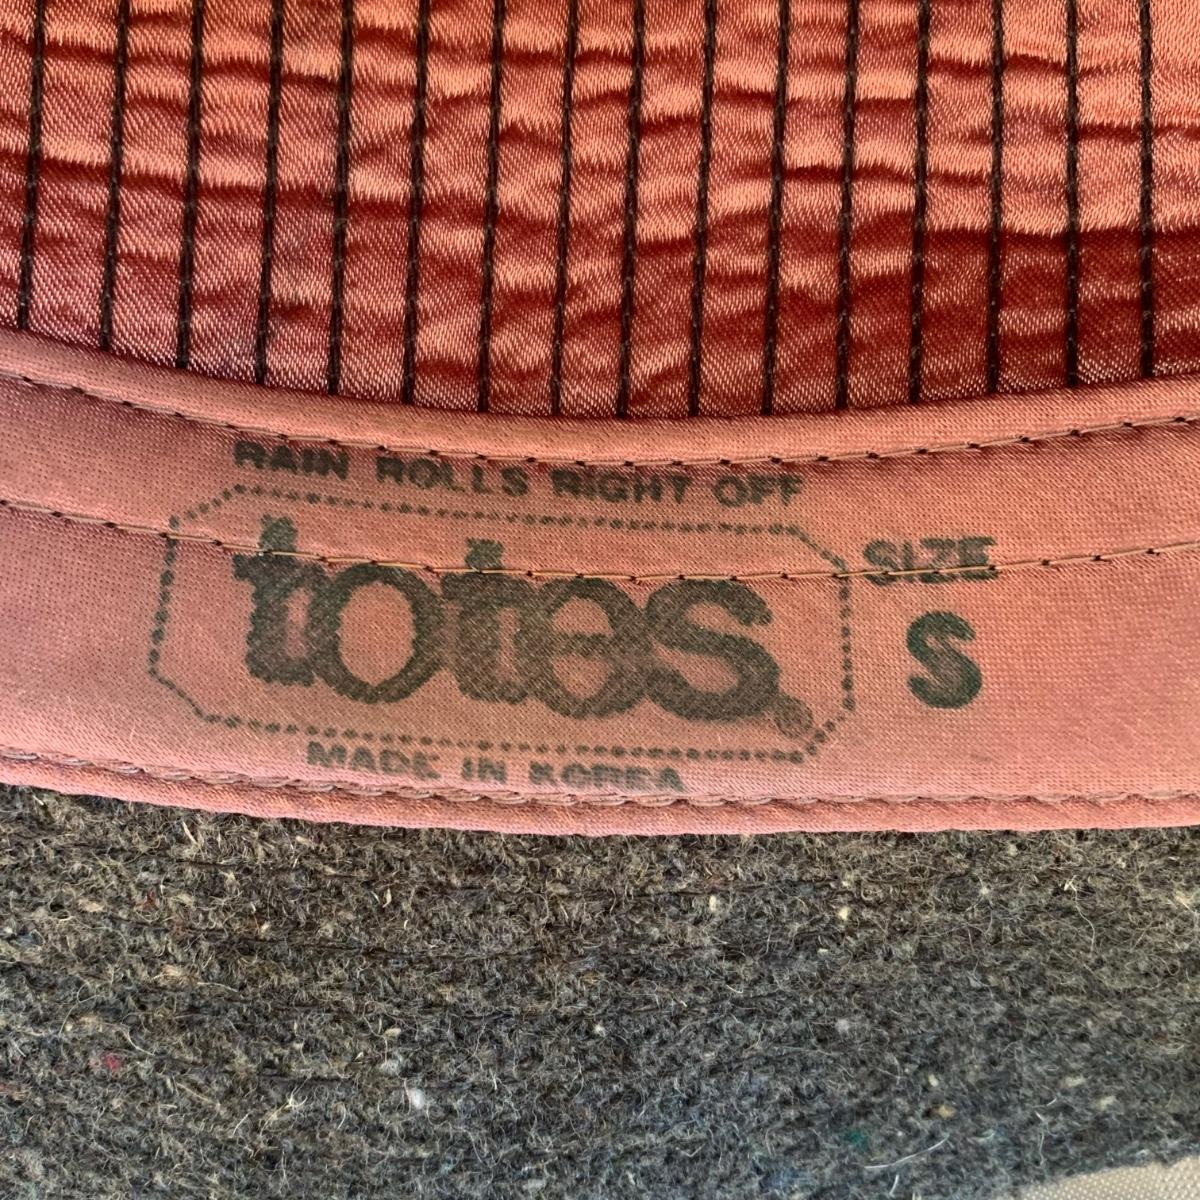 RAIN ROLLS RIGHT OFF
totes®
SIZE
S
MADE IN KOREA